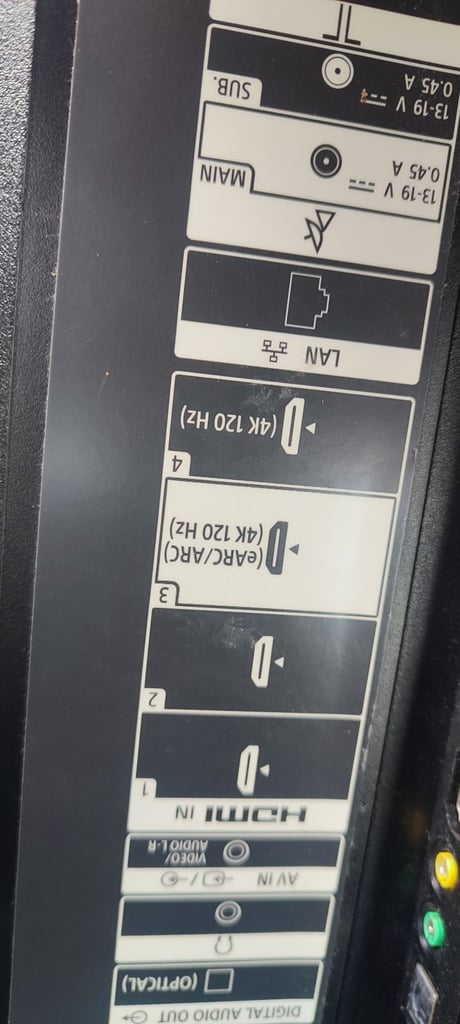 DIGITAL AUDIO OUT
(OPTICAL)
AV IN
VIDEO/
AUDIO L-R
HDMI IN
1
2
3
(eARC/ARC)
(4K 120 Hz)
4
(4K 120 Hz)
LAN
MAIN
13-19 V
0.45 A
SUB.
13-19 V
0.45 A